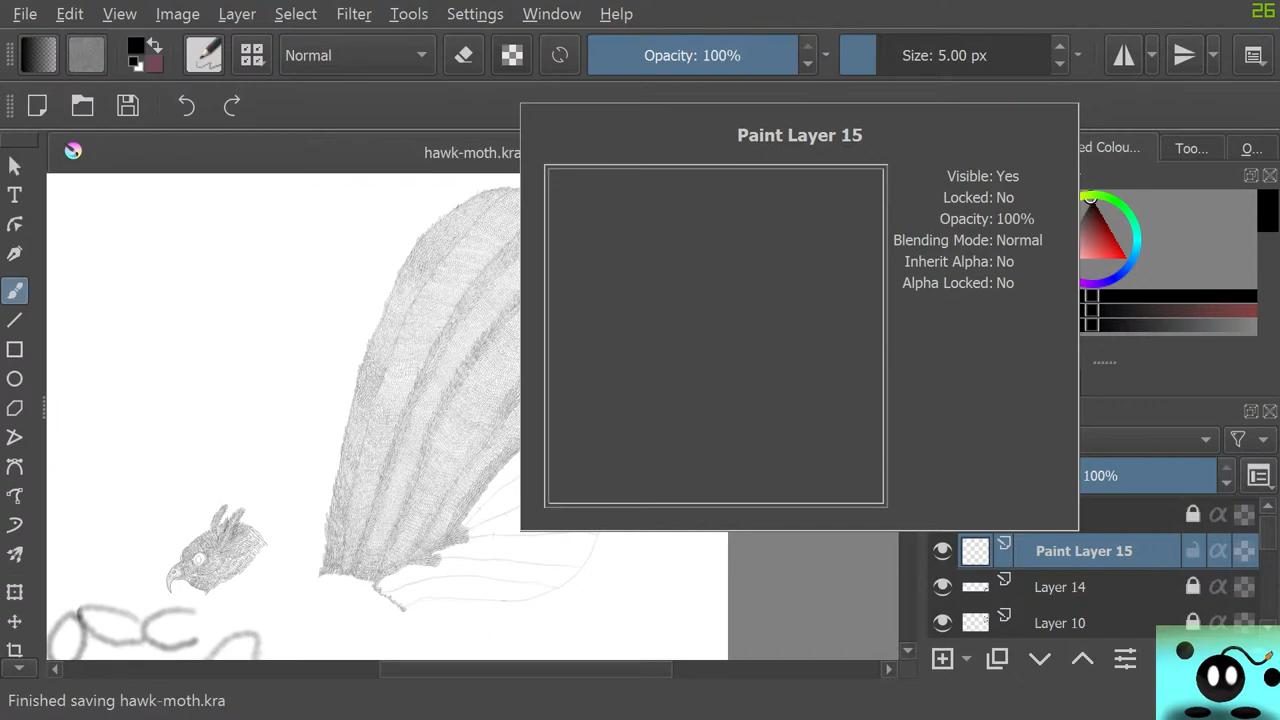 File Edit View Image Layer Select Filter Tools Settings Window Help
26
Normal Opacity: 100% Size: 5.00 px
hawk-moth.kra
ed Colou... Too... O...
Paint Layer 15
Visible: Yes
Locked: No
Opacity: 100%
Blending Mode: Normal
Inherit Alpha: No
Alpha Locked: No
100%
Paint Layer 15
Layer 14
Layer 10
Finished saving hawk-moth.kra